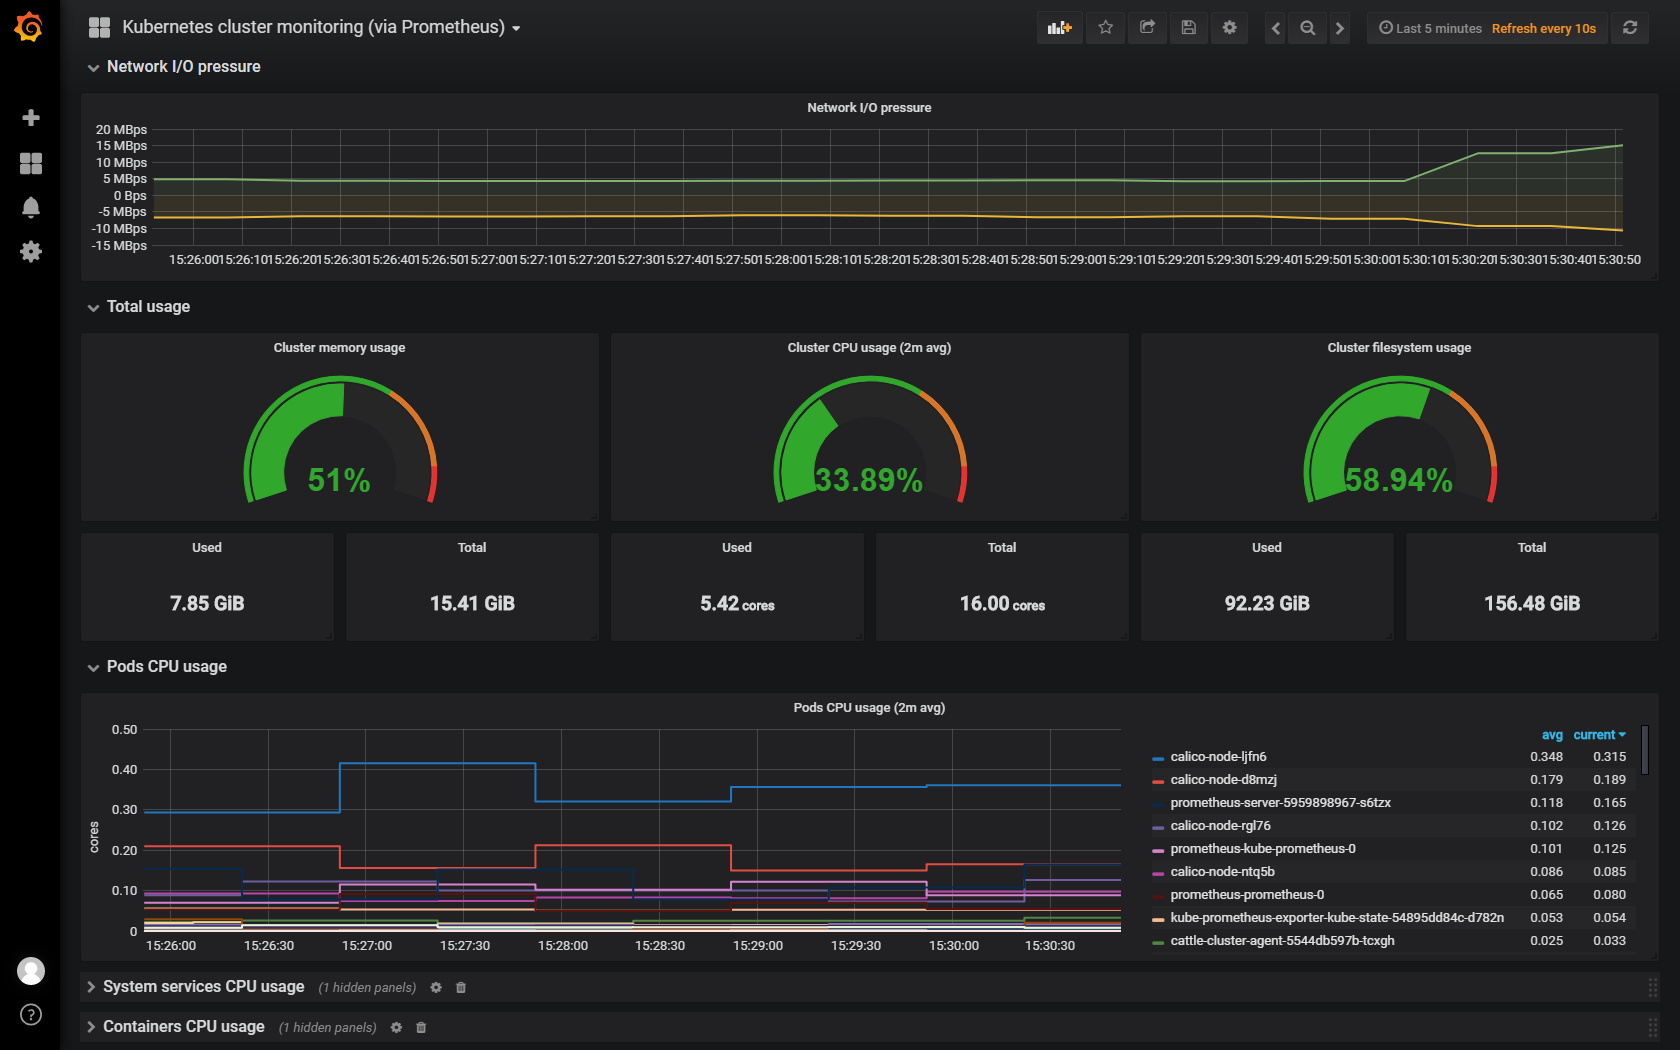 Kubernetes cluster monitoring (via Prometheus)
Last 5 minutes Refresh every 10s
Network I/O pressure
Network I/O pressure
20 MBps
15 MBps
10 MBps
5 MBps
0 Bps
-5 MBps
-10 MBps
-15 MBps
15:26:00 15:26:10 15:26:20 15:26:30 15:26:40 15:26:50 15:27:00 15:27:10 15:27:20 15:27:30 15:27:40 15:27:50 15:28:00 15:28:10 15:28:20 15:28:30 15:28:40 15:28:50 15:29:00 15:29:10 15:29:20 15:29:30 15:29:40 15:29:50 15:30:00 15:30:10 15:30:20 15:30:30 15:30:40 15:30:50
Total usage
Cluster memory usage
51%
Cluster CPU usage (2m avg)
33.89%
Cluster filesystem usage
58.94%
Used
7.85 GiB
Total
15.41 GiB
Used
5.42 cores
Total
16.00 cores
Used
92.23 GiB
Total
156.48 GiB
Pods CPU usage
Pods CPU usage (2m avg)
cores
0.50
0.40
0.30
0.20
0.10
0
15:26:00 15:26:30 15:27:00 15:27:30 15:28:00 15:28:30 15:29:00 15:29:30 15:30:00 15:30:30
avg current
calico-node-ljfn6 0.348 0.315
calico-node-d8mzj 0.179 0.189
prometheus-server-5959898967-s6tzx 0.118 0.165
calico-node-rgl76 0.102 0.126
prometheus-kube-prometheus-0 0.101 0.125
calico-node-ntq5b 0.086 0.085
prometheus-prometheus-0 0.065 0.080
kube-prometheus-exporter-kube-state-54895dd84c-d782n 0.053 0.054
cattle-cluster-agent-5544db597b-tcxgh 0.025 0.033
System services CPU usage (1 hidden panels)
Containers CPU usage (1 hidden panels)